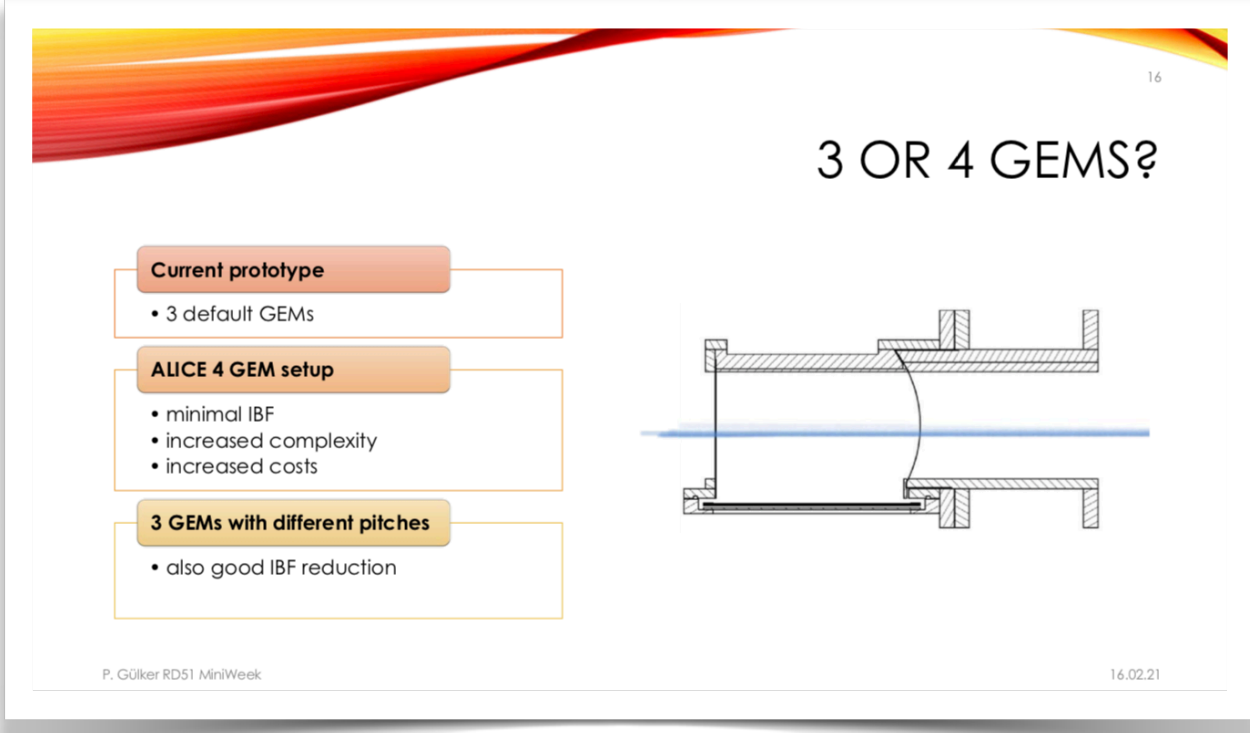 16
3 OR 4 GEMS?
Current prototype
• 3 default GEMs
ALICE 4 GEM setup
• minimal IBF
• increased complexity
• increased costs
3 GEMs with different pitches
• also good IBF reduction
P. Gülker RD51 MiniWeek
16.02.21